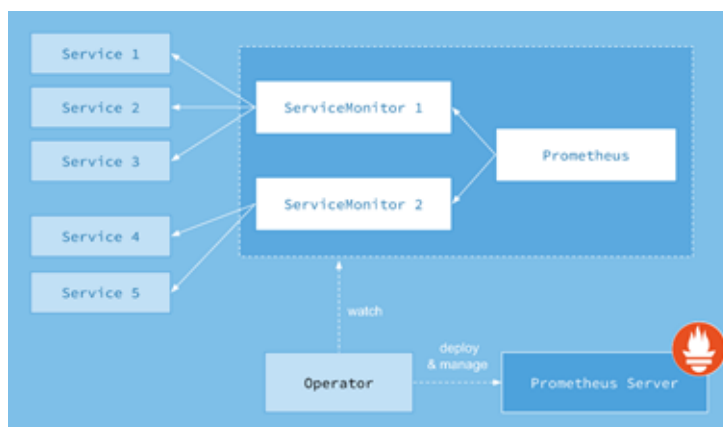 Service 1
Service 2
Service 3
Service 4
Service 5
ServiceMonitor 1
ServiceMonitor 2
Prometheus
watch
Operator
deploy
& manage
Prometheus Server